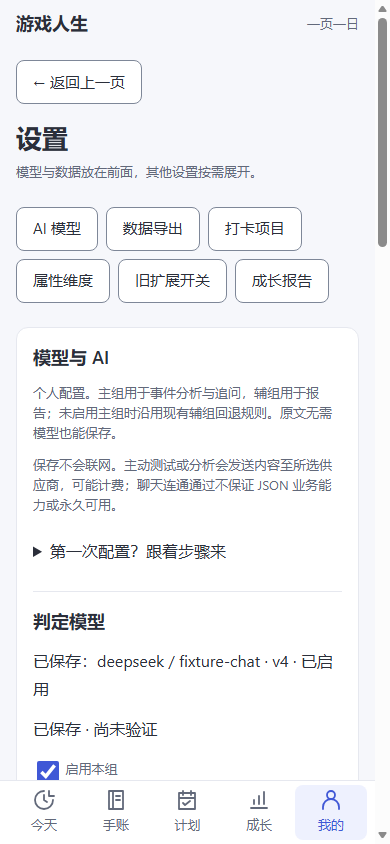 游戏人生
一页一日
← 返回上一页
设置
模型与数据放在前面，其他设置按需展开。
AI 模型
数据导出
打卡项目
属性维度
旧扩展开关
成长报告
模型与 AI
个人配置。主组用于事件分析与追问，辅组用于报
告；未启用主组时沿用现有辅组回退规则。原文无需
模型也能保存。
保存不会联网。主动测试或分析会发送内容至所选供
应商，可能计费；聊天连通通过不保证 JSON 业务能
力或永久可用。
▶ 第一次配置？跟着步骤来
判定模型
已保存：deepseek / fixture-chat · v4 · 已启
用
已保存 · 尚未验证
启用本组
今天
手账
计划
成长
我的